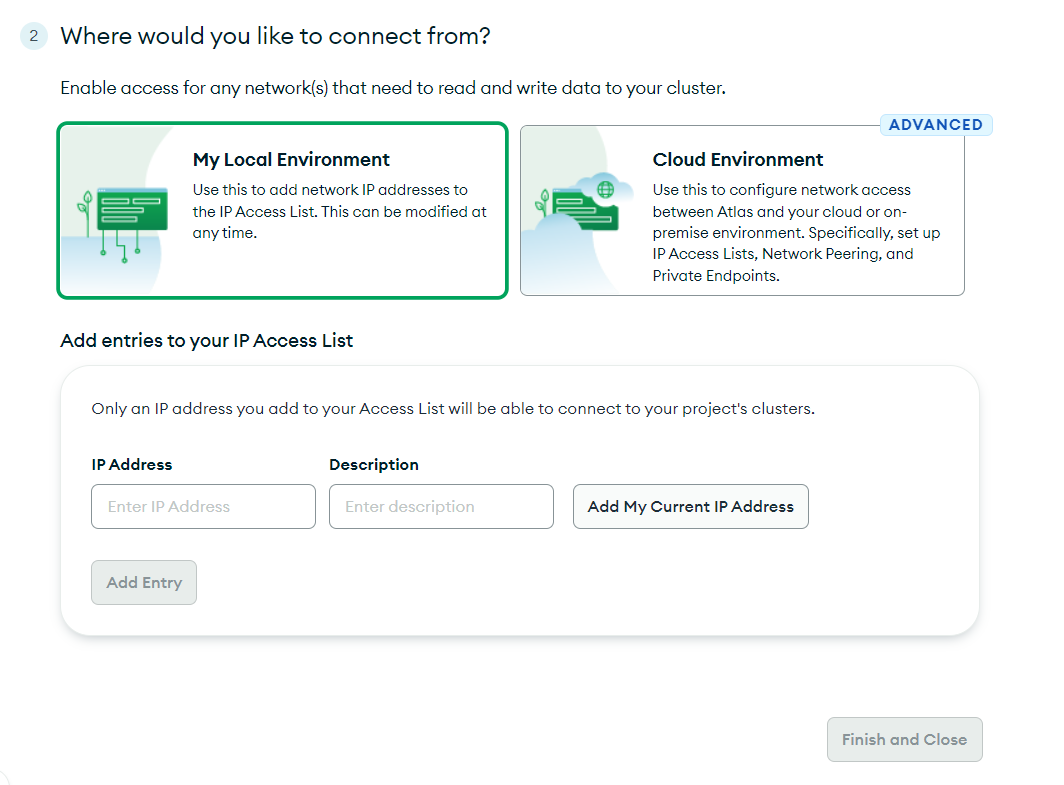 2 Where would you like to connect from?
Enable access for any network(s) that need to read and write data to your cluster.
My Local Environment
Use this to add network IP addresses to
the IP Access List. This can be modified at
any time.
ADVANCED
Cloud Environment
Use this to configure network access
between Atlas and your cloud or on-
premise environment. Specifically, set up
IP Access Lists, Network Peering, and
Private Endpoints.
Add entries to your IP Access List
Only an IP address you add to your Access List will be able to connect to your project's clusters.
IP Address
Description
Enter IP Address
Enter description
Add My Current IP Address
Add Entry
Finish and Close